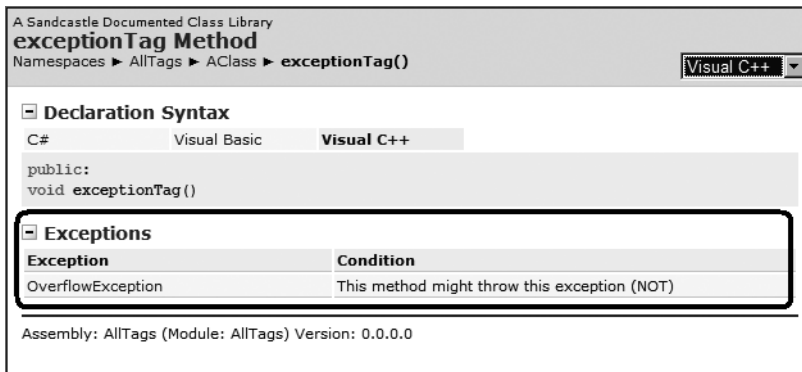 A Sandcastle Documented Class Library
exceptionTag Method
Namespaces ► AllTags ► AClass ► exceptionTag()
Visual C++
Declaration Syntax
C# Visual Basic Visual C++
public:
void exceptionTag()
Exceptions
Exception Condition
OverflowException This method might throw this exception (NOT)
Assembly: AllTags (Module: AllTags) Version: 0.0.0.0